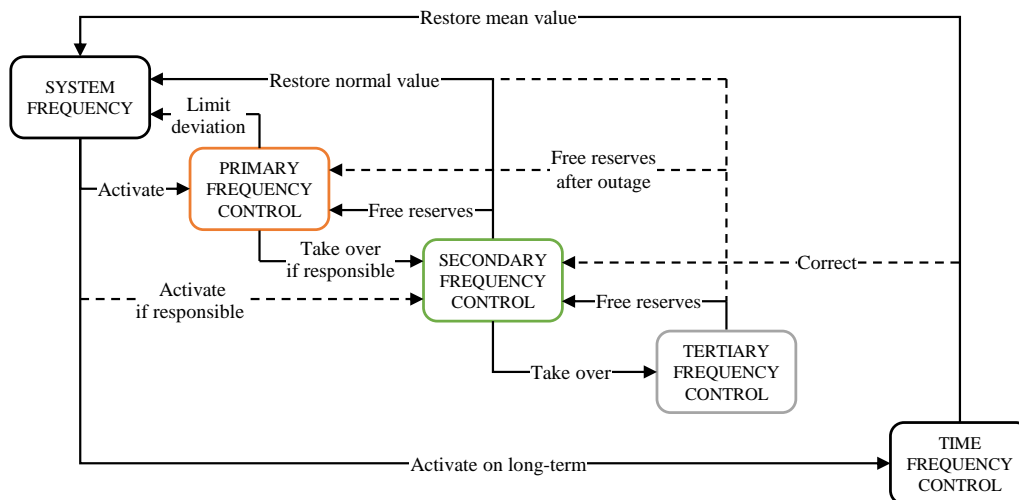 Restore mean value
SYSTEM
FREQUENCY
Restore normal value
Limit
deviation
PRIMARY
FREQUENCY
CONTROL
Free reserves
after outage
Activate
Free reserves
Take over
if responsible
SECONDARY
FREQUENCY
CONTROL
Correct
Activate
if responsible
Free reserves
TERTIARY
FREQUENCY
CONTROL
Take over
TIME
FREQUENCY
CONTROL
Activate on long-term